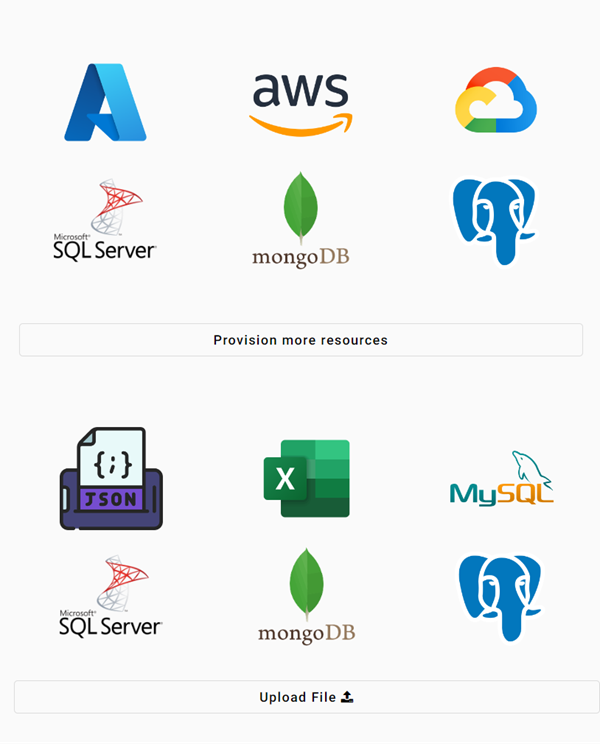 aws
Microsoft®
SQL Server®
mongoDB
Provision more resources
{;}
JSON
X
MySQL
Microsoft®
SQL Server®
mongoDB
Upload File